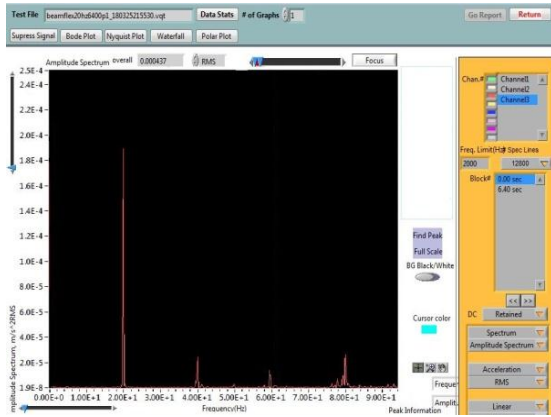 Test File beamflex20hz6400p1_180325215530.vqt Data Stats # of Graphs 1 Go Report Return
Supress Signal Bode Plot Nyquist Plot Waterfall Polar Plot
Amplitude Spectrum overall 0.000437 RMS Focus
2.5E-4
2.4E-4
2.2E-4
2.0E-4
1.8E-4
1.6E-4
1.4E-4
1.2E-4
1.0E-4
8.0E-5
6.0E-5
4.0E-5
2.0E-5
1.9E-8
mplitude Spectrum, m/s^2RMS
0.00E+0 1.00E+1 2.00E+1 3.00E+1 4.00E+1 5.00E+1 6.00E+1 7.00E+1 8.00E+1 9.00E+1
Frequency(Hz)
Find Peak
Full Scale
BG Black/White
Cursor color
Freque
Amplit
Peak Information
Chan.# Channel1
Channel2
Channel3
Freq. Limit(Hz)# Spec Lines
2000 12800
Block# 0.00 sec
6.40 sec
<< >>
DC Retained
Spectrum
Amplitude Spectrum
Acceleration
RMS
Linear